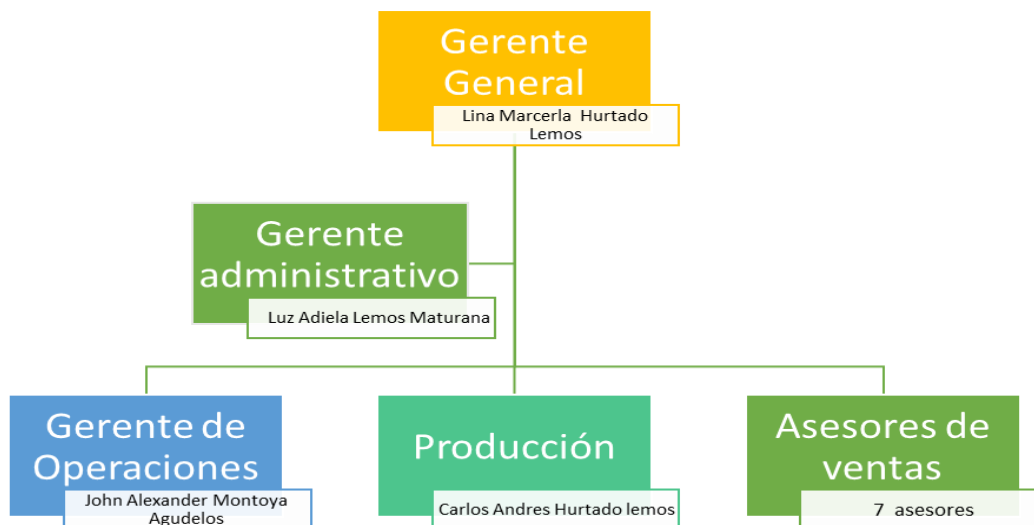 Gerente
General
Lina Marcerla Hurtado
Lemos
Gerente
administrativo
Luz Adiela Lemos Maturana
Gerente de
Operaciones
John Alexander Montoya
Agudelos
Producción
Carlos Andres Hurtado lemos
Asesores de
ventas
7 asesores